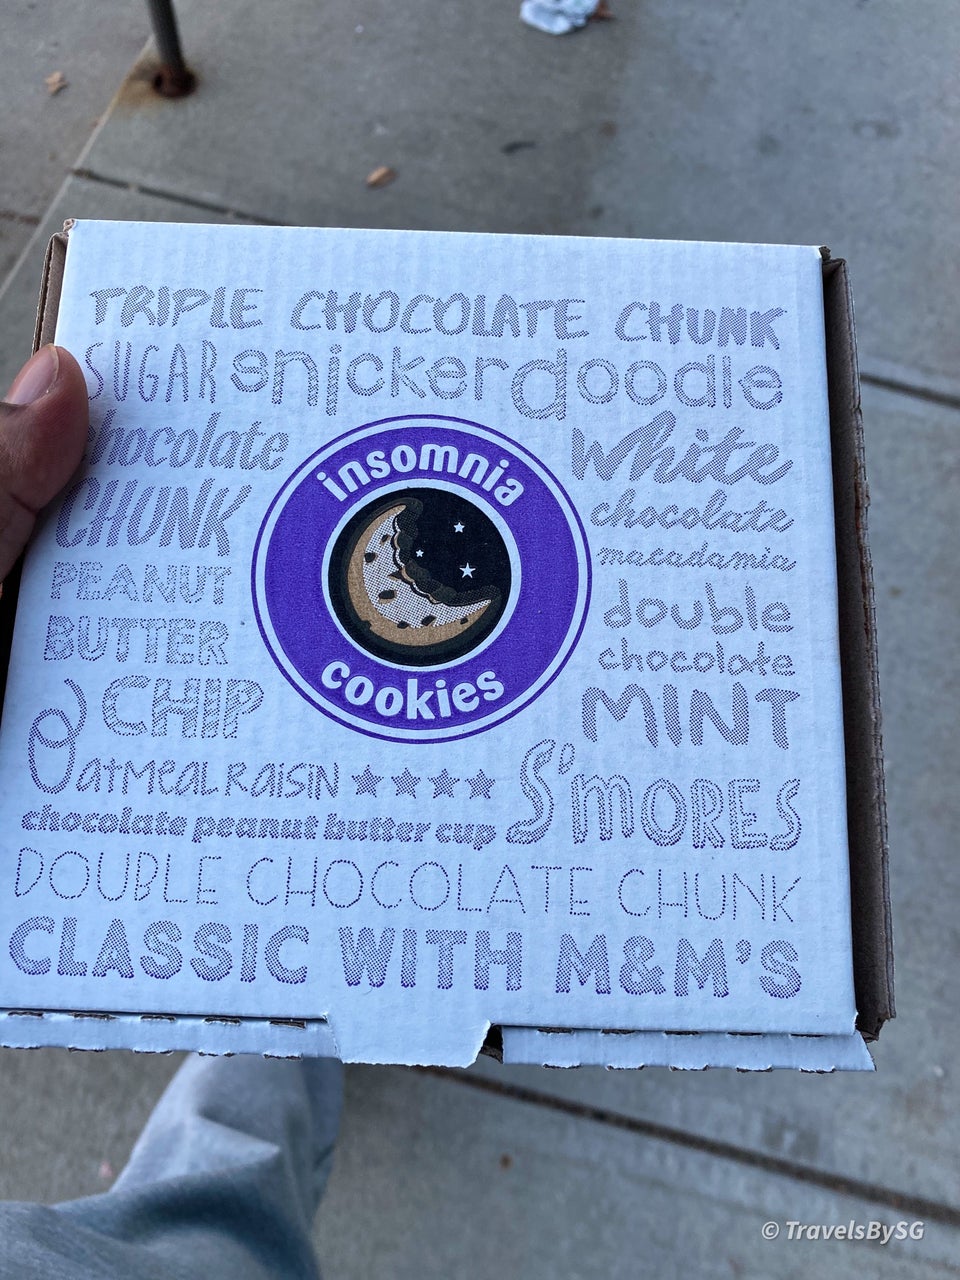 TRIPLE CHOCOLATE CHUNK
SUGAR snickerdoodle
chocolate
CHUNK
PEANUT
BUTTER
CHIP
insomnia
cookies
White
chocolate
macadamia
double
chocolate
MINT
OATMEAL RAISIN
S'MORES
chocolate peanut butter cup
DOUBLE CHOCOLATE CHUNK
CLASSIC WITH M&M'S
© TravelsBySG